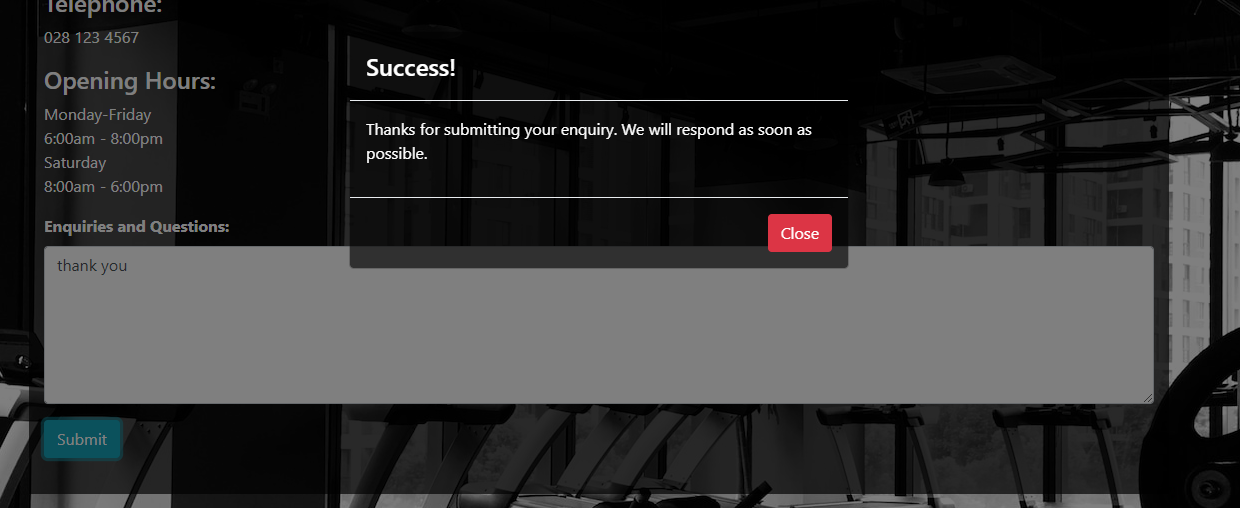 Telephone:
028 123 4567
Opening Hours:
Monday-Friday
6:00am - 8:00pm
Saturday
8:00am - 6:00pm
Enquiries and Questions:
thank you
Submit
Success!
Thanks for submitting your enquiry. We will respond as soon as
possible.
Close